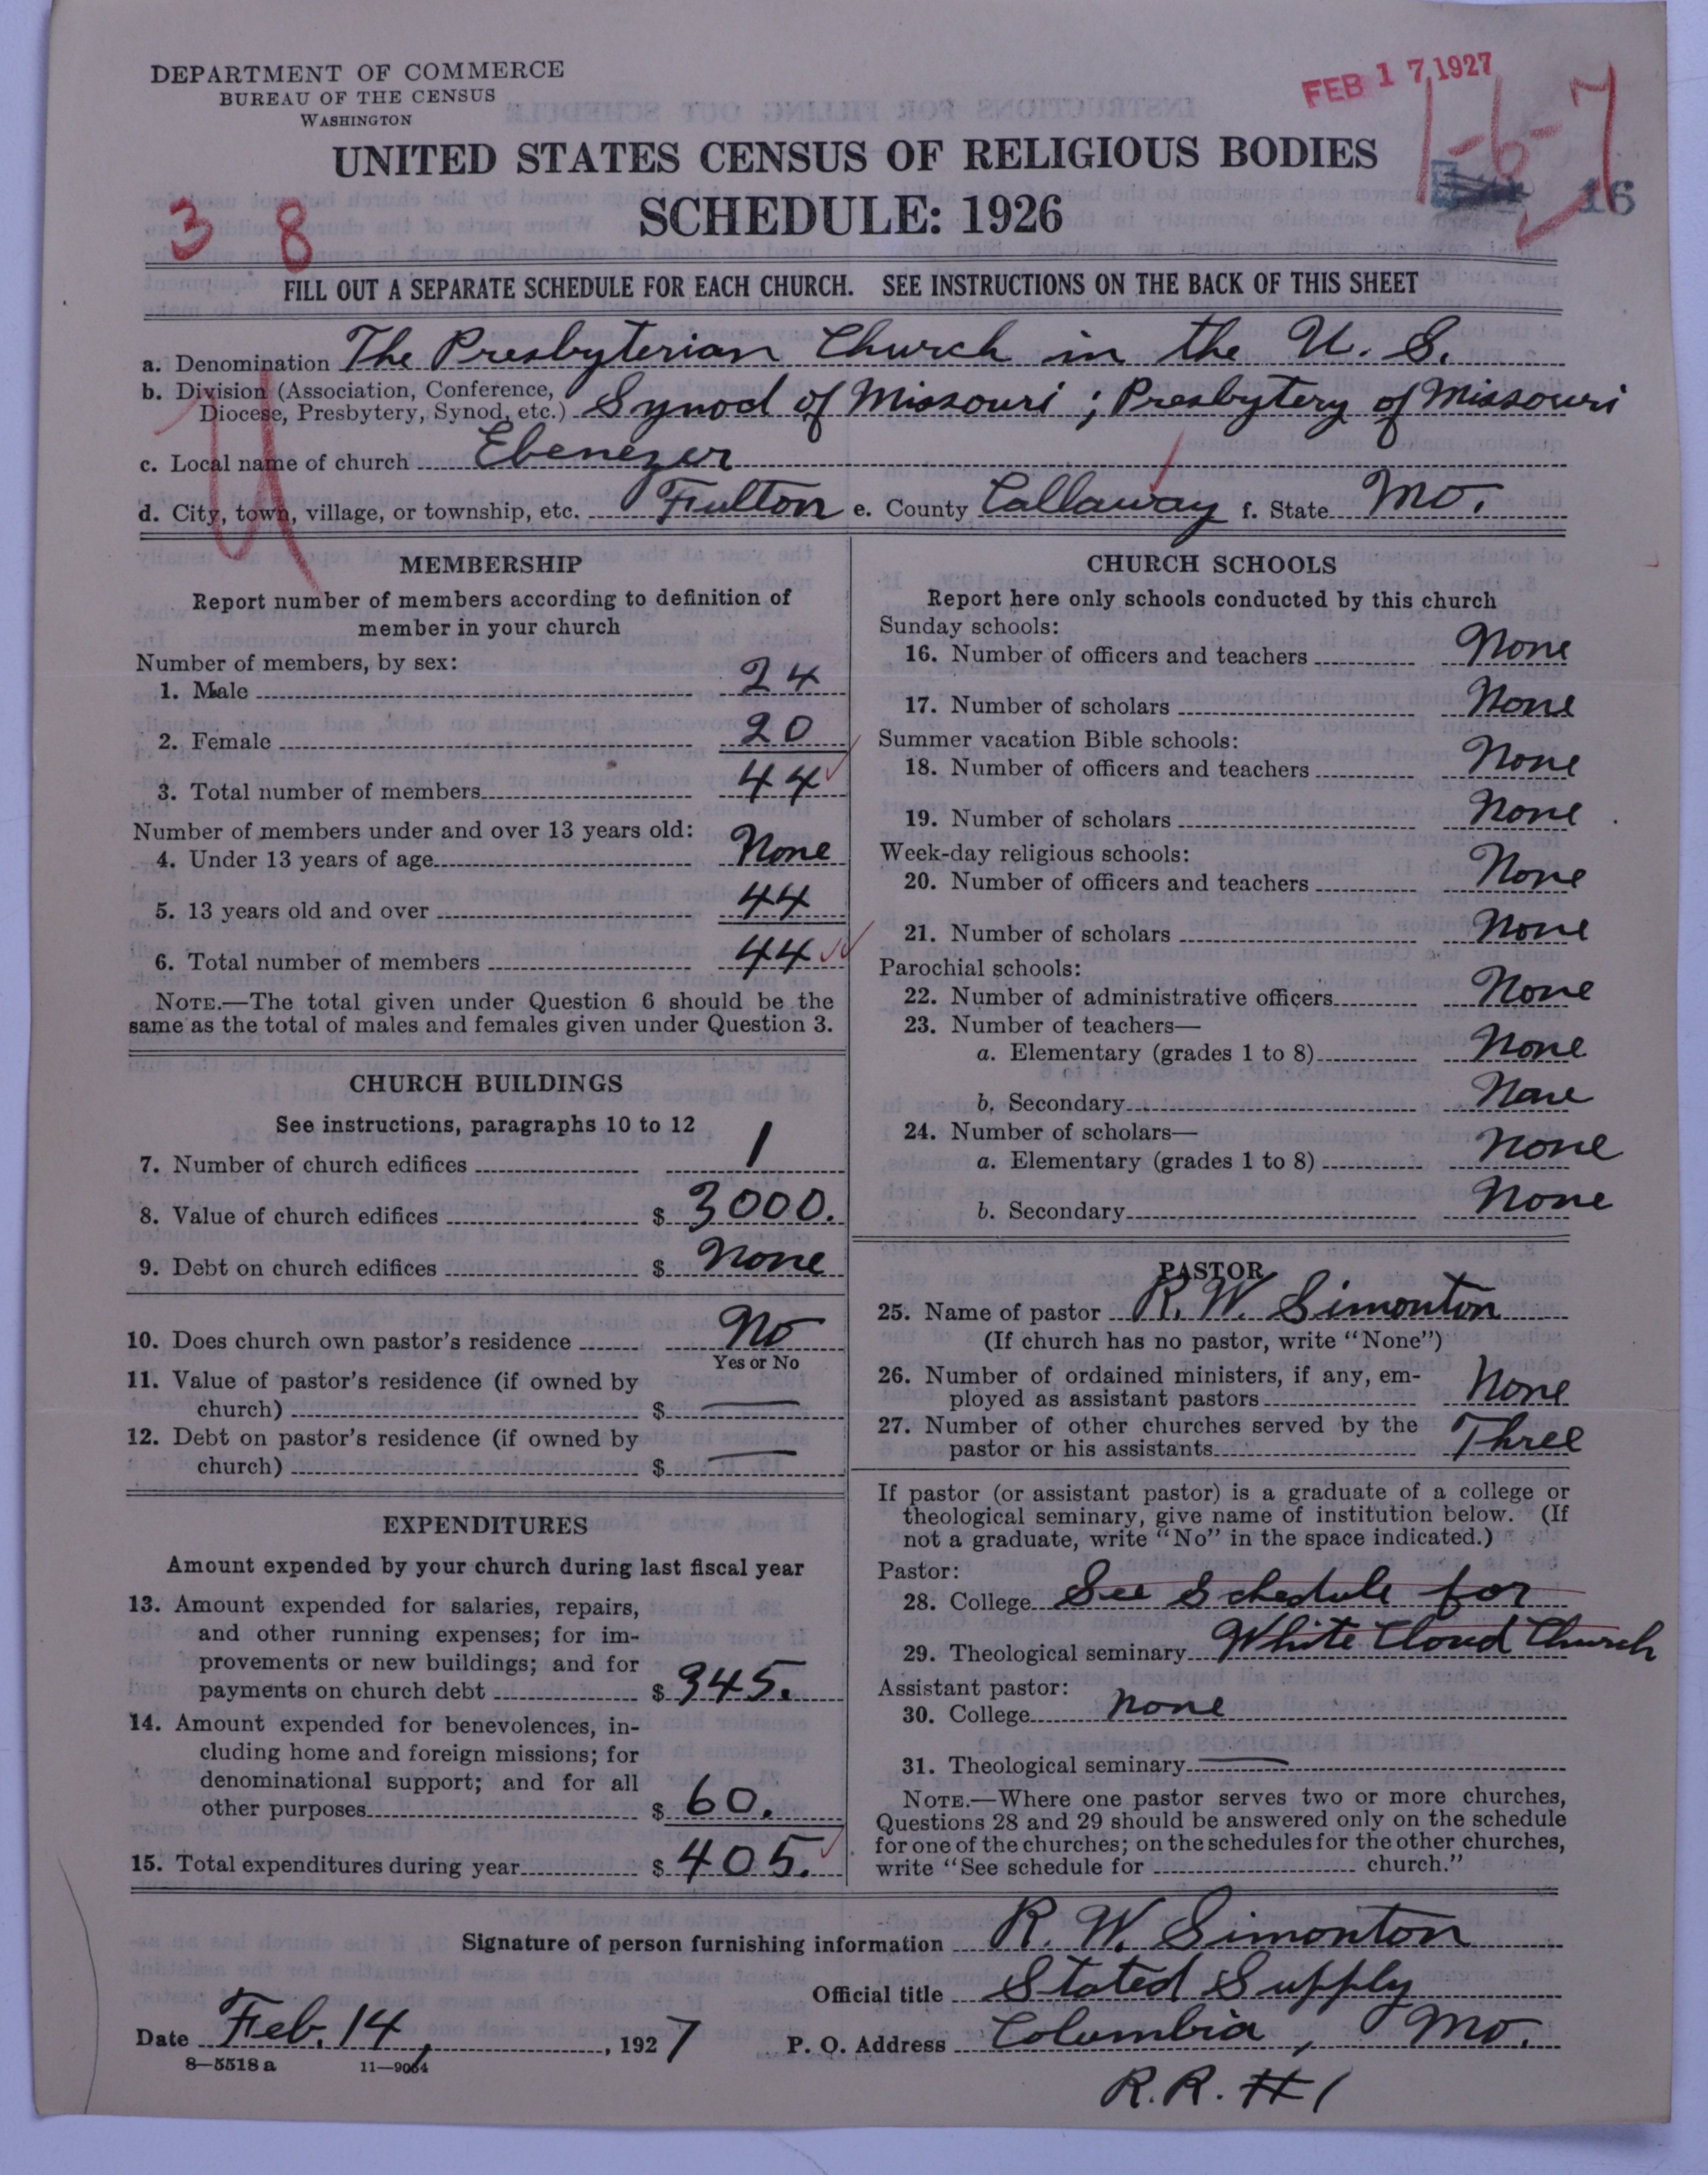 DEPARTMENT OF COMMERCE
BUREAU OF THE CENSUS
WASHINGTON
FEB 17 1927
1-6-7
UNITED STATES CENSUS OF RELIGIOUS BODIES
16
3 8
SCHEDULE: 1926
FILL OUT A SEPARATE SCHEDULE FOR EACH CHURCH. SEE INSTRUCTIONS ON THE BACK OF THIS SHEET
a. Denomination The Presbyterian Church in the U. S.
b. Division (Association, Conference,
Diocese, Presbytery, Synod, etc.) Synod of Missouri ; Presbytery of Missouri
c. Local name of church Ebenezer
d. City, town, village, or township, etc. Fulton e. County Callaway f. State Mo.
MEMBERSHIP
Report number of members according to definition of
member in your church
Number of members, by sex:
1. Male 24
2. Female 20
3. Total number of members 44
Number of members under and over 13 years old:
4. Under 13 years of age None
5. 13 years old and over 44
6. Total number of members 44
NOTE.—The total given under Question 6 should be the
same as the total of males and females given under Question 3.
CHURCH BUILDINGS
See instructions, paragraphs 10 to 12
7. Number of church edifices 1
8. Value of church edifices $ 3000.
9. Debt on church edifices $ None
10. Does church own pastor's residence No
Yes or No
11. Value of pastor's residence (if owned by
church) $ —
12. Debt on pastor's residence (if owned by
church) $ —
EXPENDITURES
Amount expended by your church during last fiscal year
13. Amount expended for salaries, repairs,
and other running expenses; for im-
provements or new buildings; and for
payments on church debt $ 345.
14. Amount expended for benevolences, in-
cluding home and foreign missions; for
denominational support; and for all
other purposes $ 60.
15. Total expenditures during year $ 405.
CHURCH SCHOOLS
Report here only schools conducted by this church
Sunday schools:
16. Number of officers and teachers None
17. Number of scholars None
Summer vacation Bible schools:
18. Number of officers and teachers None
19. Number of scholars None
Week-day religious schools:
20. Number of officers and teachers None
21. Number of scholars None
Parochial schools:
22. Number of administrative officers None
23. Number of teachers—
a. Elementary (grades 1 to 8) None
b. Secondary None
24. Number of scholars—
a. Elementary (grades 1 to 8) None
b. Secondary None
PASTOR
25. Name of pastor R. W. Simonton
(If church has no pastor, write "None")
26. Number of ordained ministers, if any, em-
ployed as assistant pastors None
27. Number of other churches served by the
pastor or his assistants Three
If pastor (or assistant pastor) is a graduate of a college or
theological seminary, give name of institution below. (If
not a graduate, write "No" in the space indicated.)
Pastor:
28. College See Schedule for
29. Theological seminary White Cloud Church
Assistant pastor:
30. College None
31. Theological seminary —
NOTE.—Where one pastor serves two or more churches,
Questions 28 and 29 should be answered only on the schedule
for one of the churches; on the schedules for the other churches,
write "See schedule for church."
Signature of person furnishing information R. W. Simonton
Official title Stated Supply
Date Feb. 14, 1927 P. O. Address Columbia, Mo.
8—5518 a 11—9064
R.R. #1